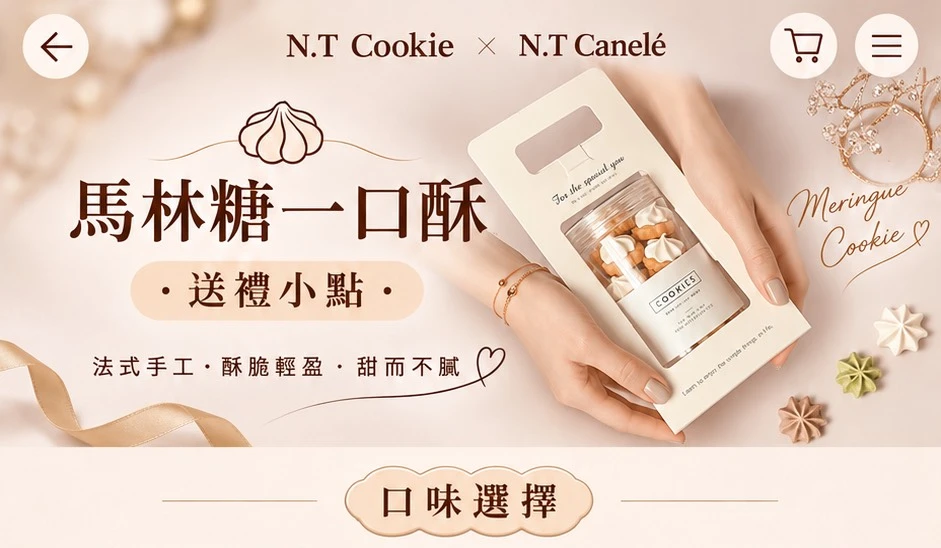 N.T Cookie × N.T Canelé
馬林糖一口酥
・送禮小點・
法式手工・酥脆輕盈・甜而不膩
For the special you
COOKIES
Meringue
Cookie
口味選擇